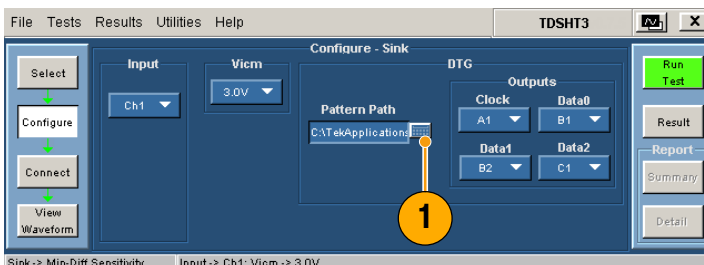 File Tests Results Utilities Help
TDSHT3
X
Configure - Sink
Select
Configure
Connect
View
Waveform
Input
Ch1
Vicm
3.0V
DTG
Pattern Path
C:\TekApplications
Outputs
Clock Data0
A1 B1
Data1 Data2
B2 C1
1
Run
Test
Result
Report
Summary
Detail
Sink -> Min-Diff Sensitivity Input -> Ch1: Vicm -> 3.0V